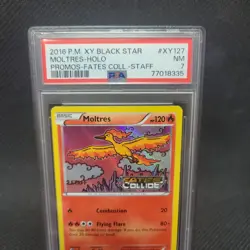 2016 P.M. XY BLACK STAR #XY127
MOLTRES-HOLO NM
PROMOS-FATES COLL.-STAFF 7
PSA 77018335
BASIC
Moltres HP120
FATES
COLLIDE
Combustion 20
Flying Flare 80